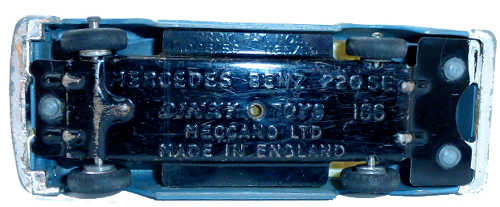 MERCEDES BENZ 220SE
DINKY TOYS 186
MECCANO LTD
MADE IN ENGLAND